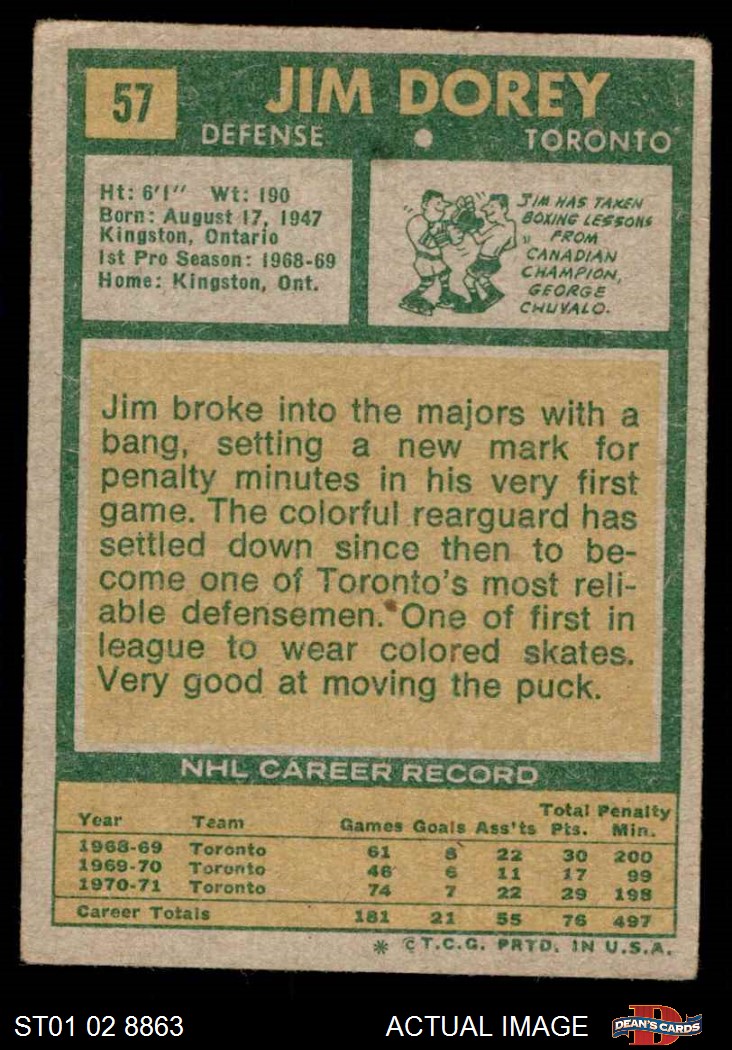 57
JIM DOREY
DEFENSE
TORONTO
Ht: 6'1" Wt: 190
Born: August 17, 1947
Kingston, Ontario
1st Pro Season: 1968-69
Home: Kingston, Ont.
JIM HAS TAKEN
BOXING LESSONS
FROM
CANADIAN
CHAMPION,
GEORGE
CHUVALO.
Jim broke into the majors with a
bang, setting a new mark for
penalty minutes in his very first
game. The colorful rearguard has
settled down since then to be-
come one of Toronto's most reli-
able defensemen. One of first in
league to wear colored skates.
Very good at moving the puck.
NHL CAREER RECORD
Year Team Games Goals Ass'ts Total Pts. Penalty Min.
1968-69 Toronto 61 8 22 30 200
1969-70 Toronto 46 6 11 17 99
1970-71 Toronto 74 7 22 29 198
Career Totals 181 21 55 76 497
* © T.C.G. PRTD. IN U.S.A.
ST01 02 8863
ACTUAL IMAGE
D
DEAN'S CARDS